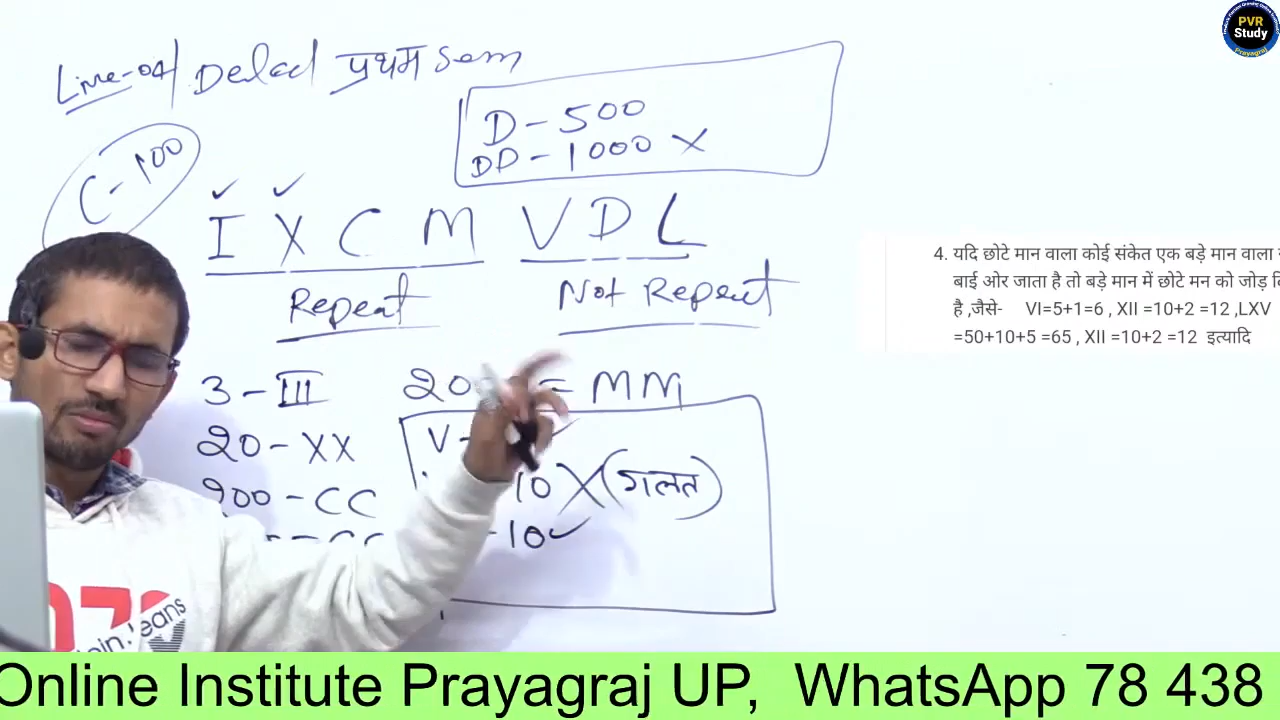 Live-04/ Deled प्रथम Sem
PVR
Study
Prayagraj
D - 500
DD - 1000 X
C - 100
I X C M V D L
Repeat Not Repeat
3 - III
= MM
20 - XX
V -
10 X (गलत)
- CC
- 10 ✓
4. यदि छोटे मान वाला कोई संकेत एक बड़े मान वाला
बाई ओर जाता है तो बड़े मान में छोटे मन को जोड़
है ,जैसे- VI=5+1=6 , XII =10+2 =12 ,LXV
=50+10+5 =65 , XII =10+2 =12 इत्यादि
Online Institute Prayagraj UP, WhatsApp 78 438